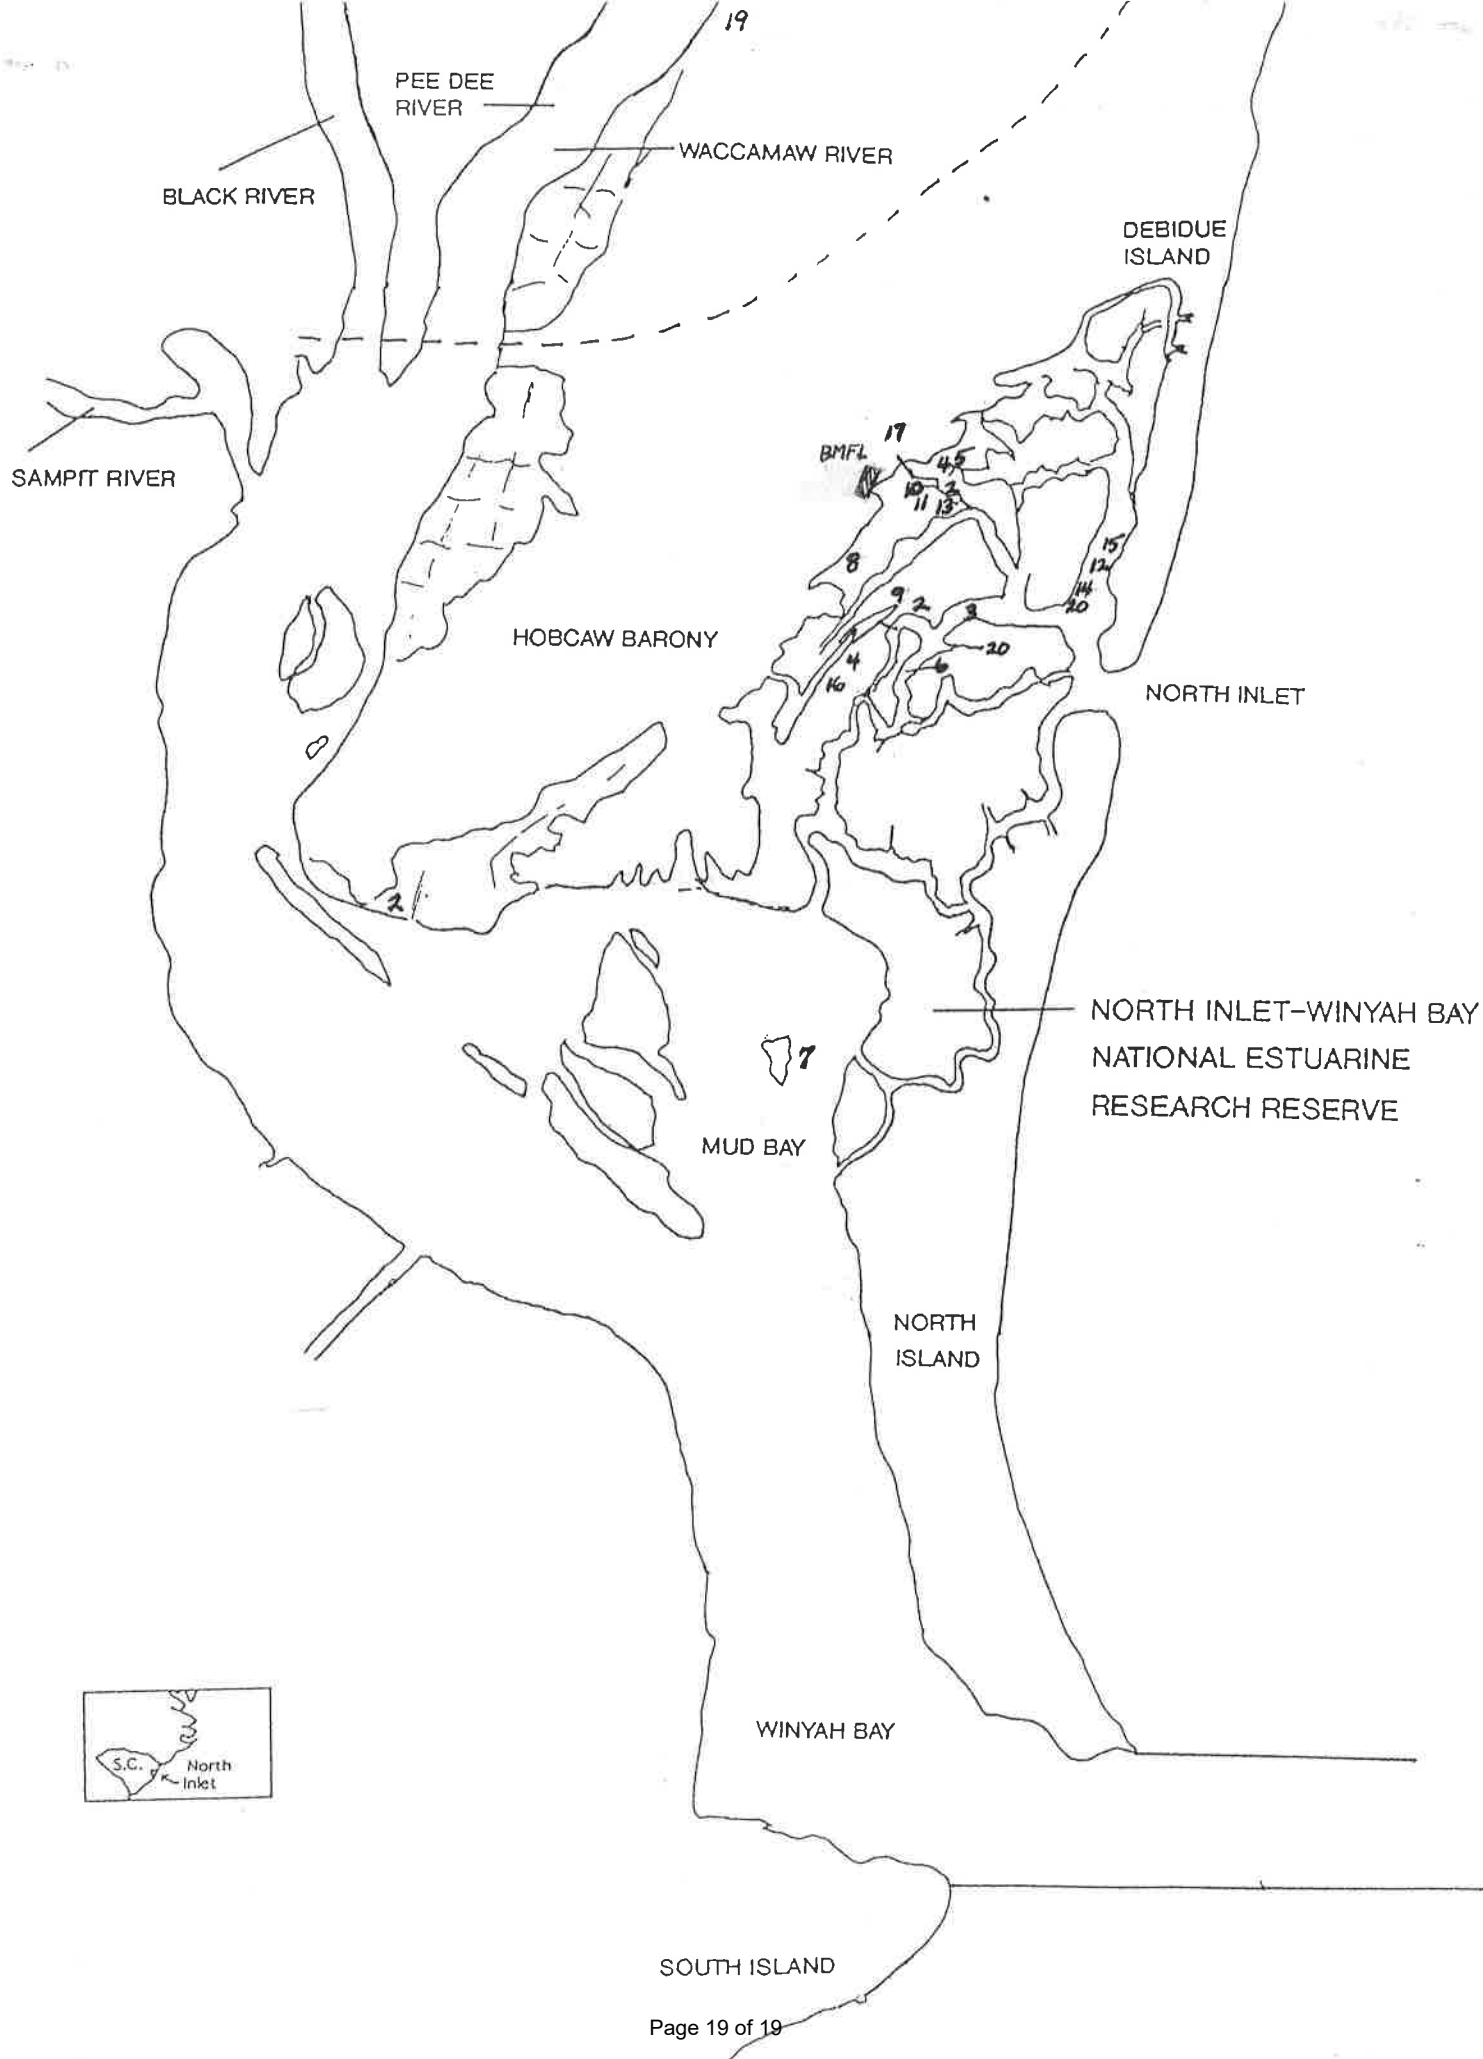 19
PEE DEE
RIVER
WACCAMAW RIVER
BLACK RIVER
DEBIDUE
ISLAND
SAMPIT RIVER
BMFL
4,5
10
2
11
13
8
15
12
14
20
9
2
3
HOBCAW BARONY
4
20
6
16
NORTH INLET
2
NORTH INLET-WINYAH BAY
NATIONAL ESTUARINE
RESEARCH RESERVE
7
MUD BAY
NORTH
ISLAND
WINYAH BAY
S.C.
North
Inlet
SOUTH ISLAND
Page 19 of 19